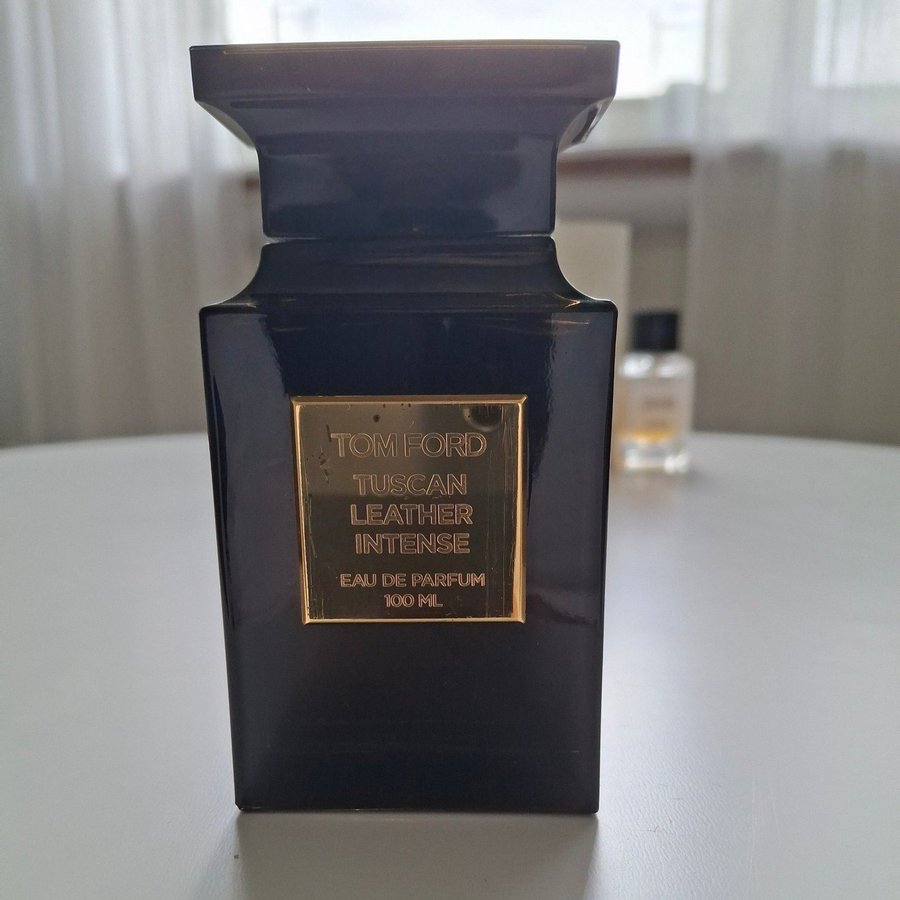 TOM FORD
TUSCAN
LEATHER
INTENSE
EAU DE PARFUM
100 ML